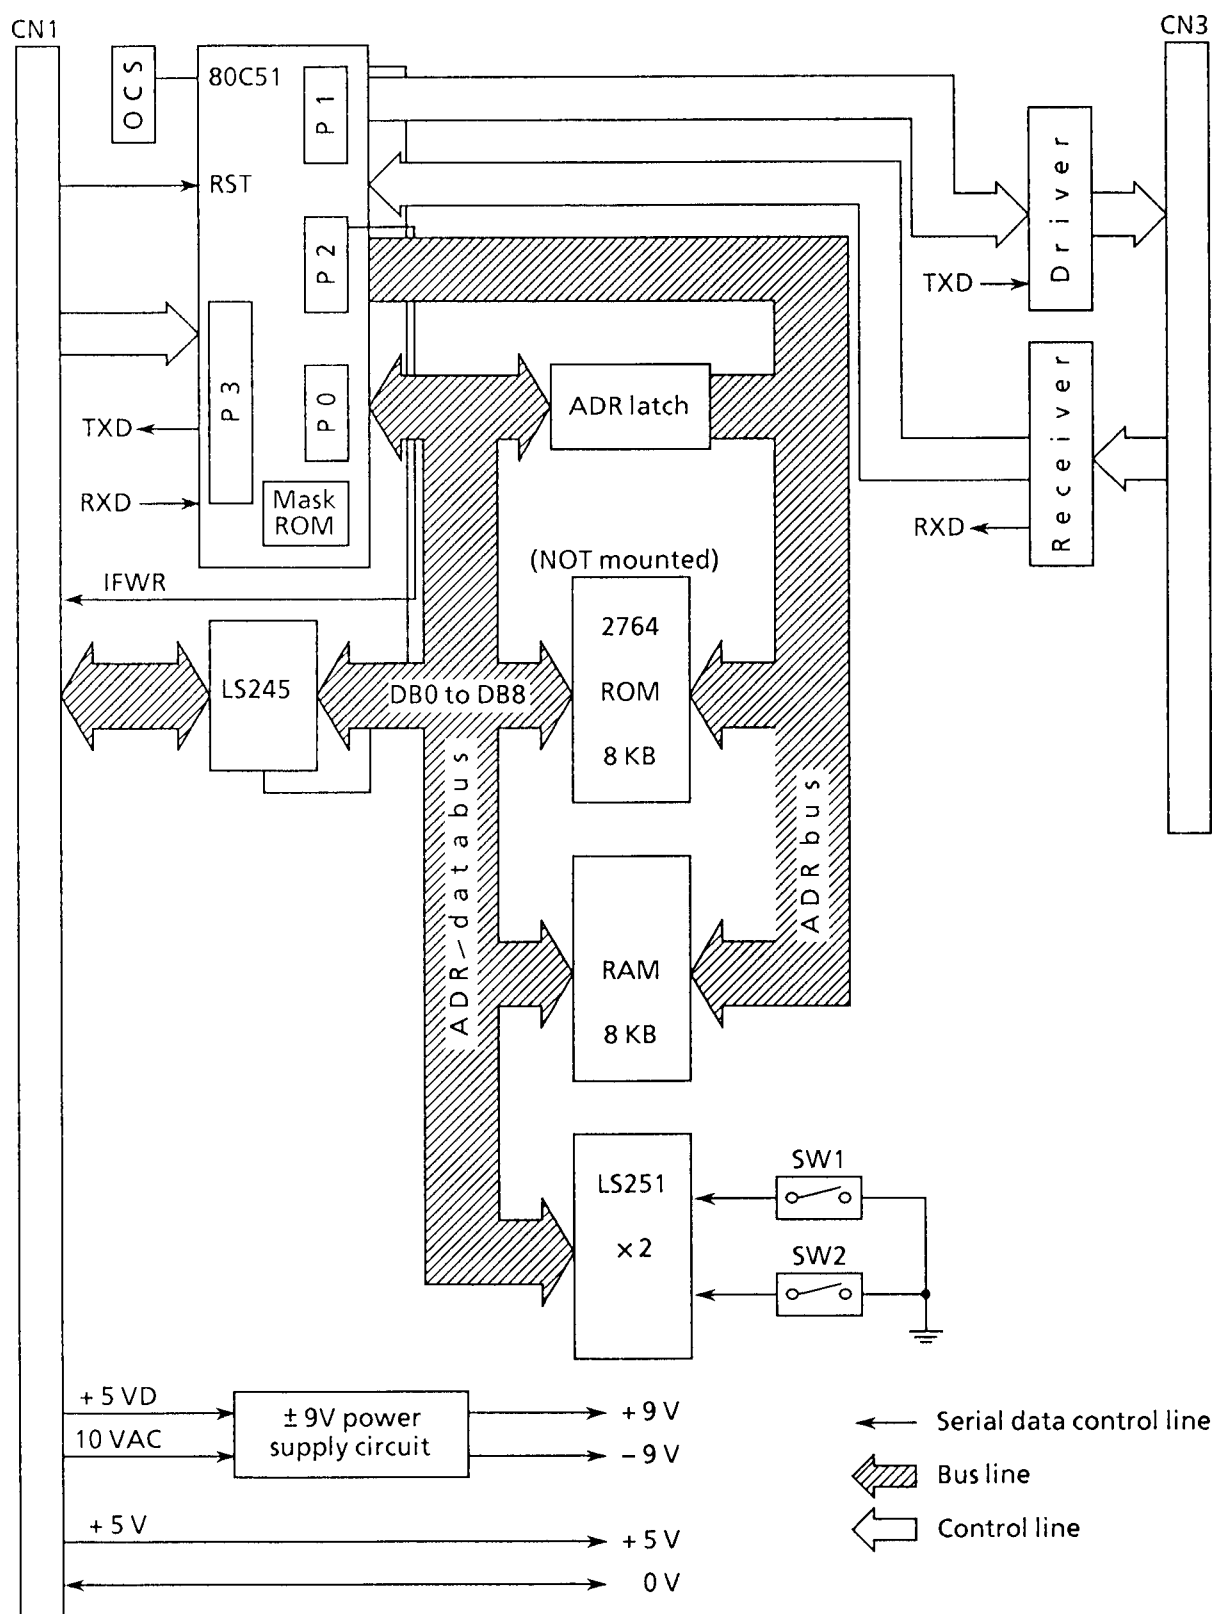 CN1
CN3
OCS
80C51
P1
RST
P2
Driver
TXD
P3
P0
ADR latch
Receiver
TXD
RXD
Mask
ROM
RXD
(NOT mounted)
IFWR
2764
ROM
8 KB
LS245
DB0 to DB8
ADR–databus
ADR bus
RAM
8 KB
SW1
LS251
×2
SW2
+5 VD
10 VAC
±9V power
supply circuit
+9 V
–9 V
+5 V
+5 V
0 V
Serial data control line
Bus line
Control line